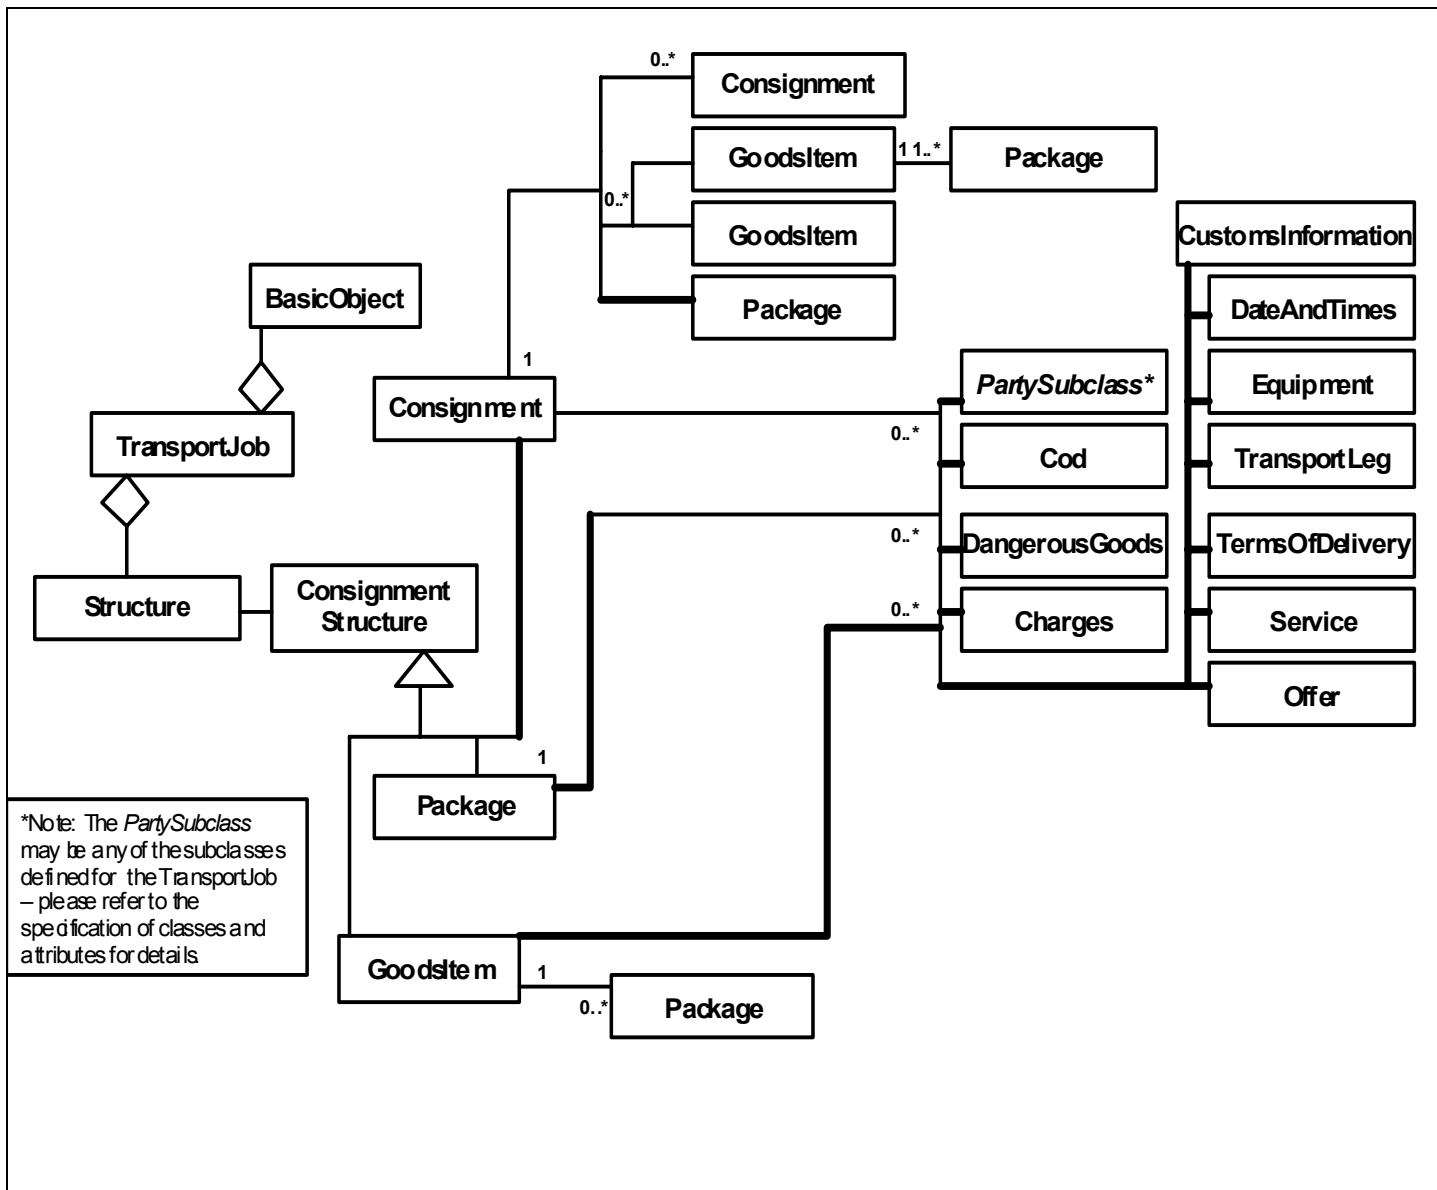 0..*
Consignment
GoodsItem
1 1..*
Package
0..*
GoodsItem
CustomsInformation
BasicObject
Package
DateAndTimes
1
PartySubclass*
Equipment
Consignment
0..*
TransportJob
Cod
TransportLeg
0..*
DangerousGoods
TermsOfDelivery
Structure
Consignment
Structure
0..*
Charges
Service
Offer
1
Package
*Note: The PartySubclass
may be any of the subclasses
defined for the TransportJob
– please refer to the
specification of classes and
attributes for details.
GoodsItem
1
0..*
Package